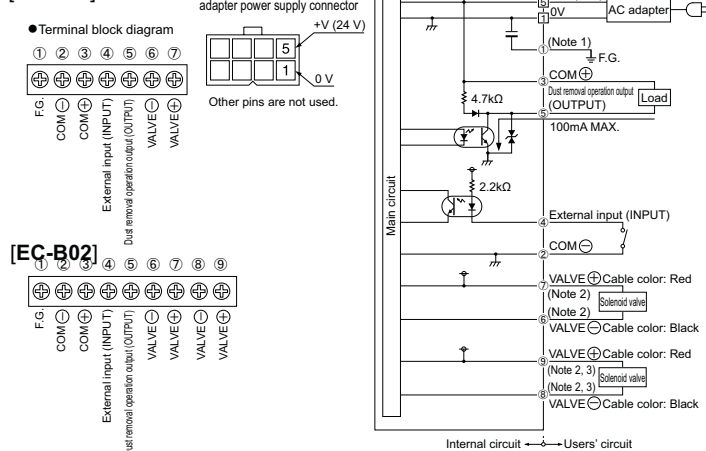 adapter power supply connector
+V (24 V)
5
1
0 V
Other pins are not used.
●Terminal block diagram
① ② ③ ④ ⑤ ⑥ ⑦
F.G.
COM⊖
COM⊕
External input (INPUT)
Dust removal operation output (OUTPUT)
VALVE⊖
VALVE⊕
[EC-B02]
① ② ③ ④ ⑤ ⑥ ⑦ ⑧ ⑨
F.G.
COM⊖
COM⊕
External input (INPUT)
ust removal operation output (OUTPUT)
VALVE⊖
VALVE⊕
VALVE⊖
VALVE⊕
Main circuit
5
1
0V
AC adapter
①
(Note 1)
F.G.
③
COM⊕
Dust removal operation output
(OUTPUT)
Load
⑤
100mA MAX.
4.7kΩ
2.2kΩ
④
External input (INPUT)
COM⊖
②
VALVE⊕Cable color: Red
⑦
(Note 2)
Solenoid valve
(Note 2)
⑥
VALVE⊖Cable color: Black
VALVE⊕Cable color: Red
⑨
(Note 2, 3)
Solenoid valve
(Note 2, 3)
⑧
VALVE⊖Cable color: Black
Internal circuit
Users' circuit